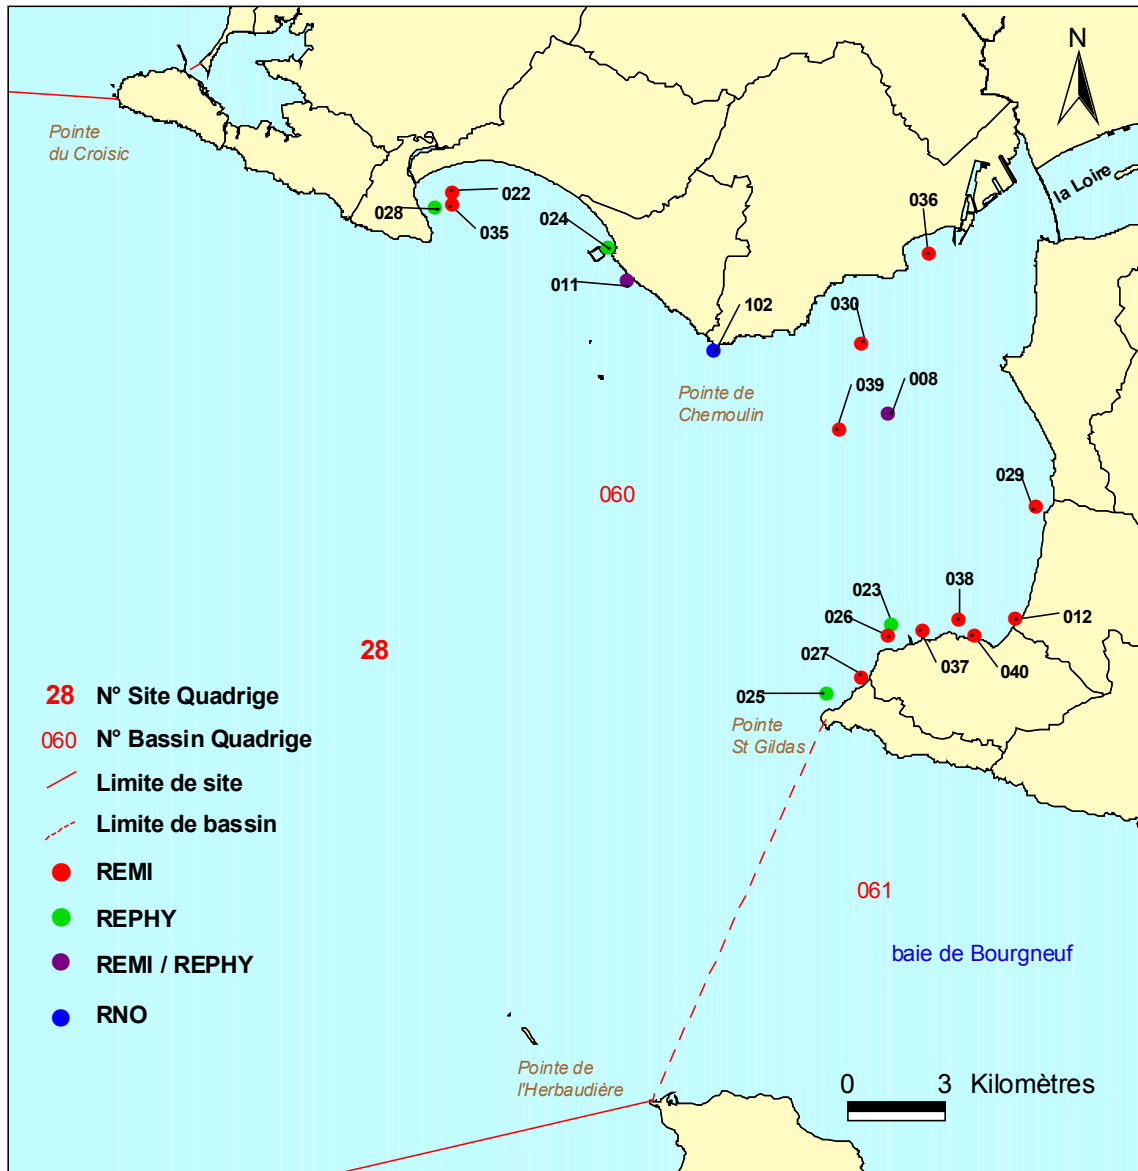 N
Pointe
du Croisic
la Loire
022
028
035
024
036
011
102
030
039
008
Pointe de
Chemoulin
029
060
038
023
012
026
037
040
027
28
025
Pointe
St Gildas
28 N° Site Quadrige
060 N° Bassin Quadrige
Limite de site
Limite de bassin
REMI
REPHY
REMI / REPHY
RNO
061
baie de Bourgneuf
Pointe de
l'Herbaudière
0 3 Kilomètres